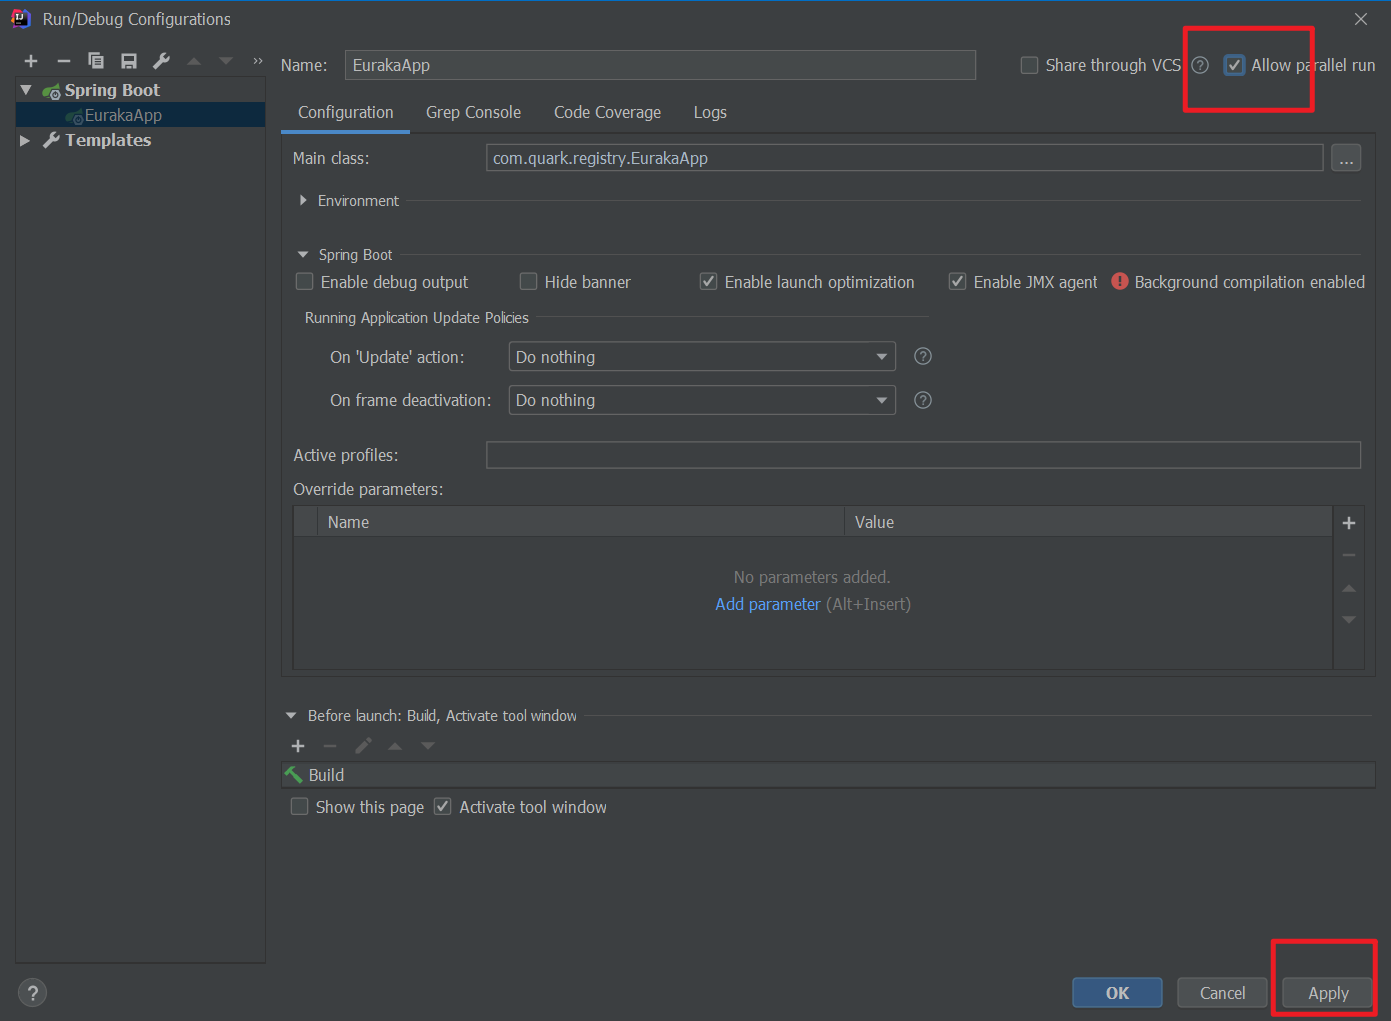 Run/Debug Configurations
Name: EurakaApp Share through VCS ? Allow parallel run
Spring Boot
EurakaApp
Templates
Configuration Grep Console Code Coverage Logs
Main class: com.quark.registry.EurakaApp ...
Environment
Spring Boot
Enable debug output Hide banner Enable launch optimization Enable JMX agent ! Background compilation enabled
Running Application Update Policies
On 'Update' action: Do nothing ?
On frame deactivation: Do nothing ?
Active profiles:
Override parameters:
Name Value
No parameters added.
Add parameter (Alt+Insert)
Before launch: Build, Activate tool window
Build
Show this page Activate tool window
? OK Cancel Apply